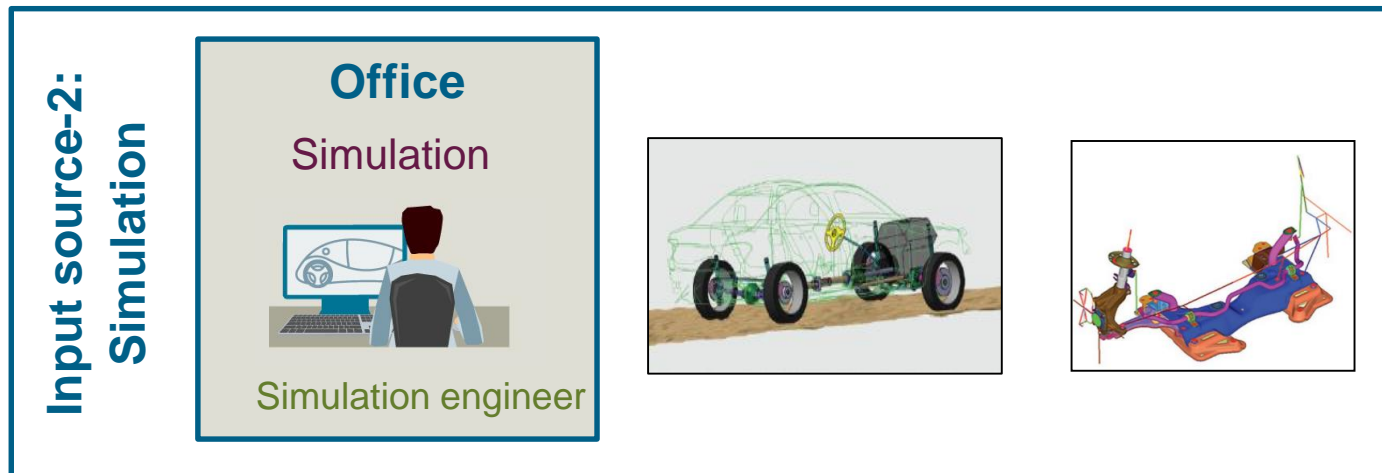 Input source-2:
Simulation
Office
Simulation
Simulation engineer